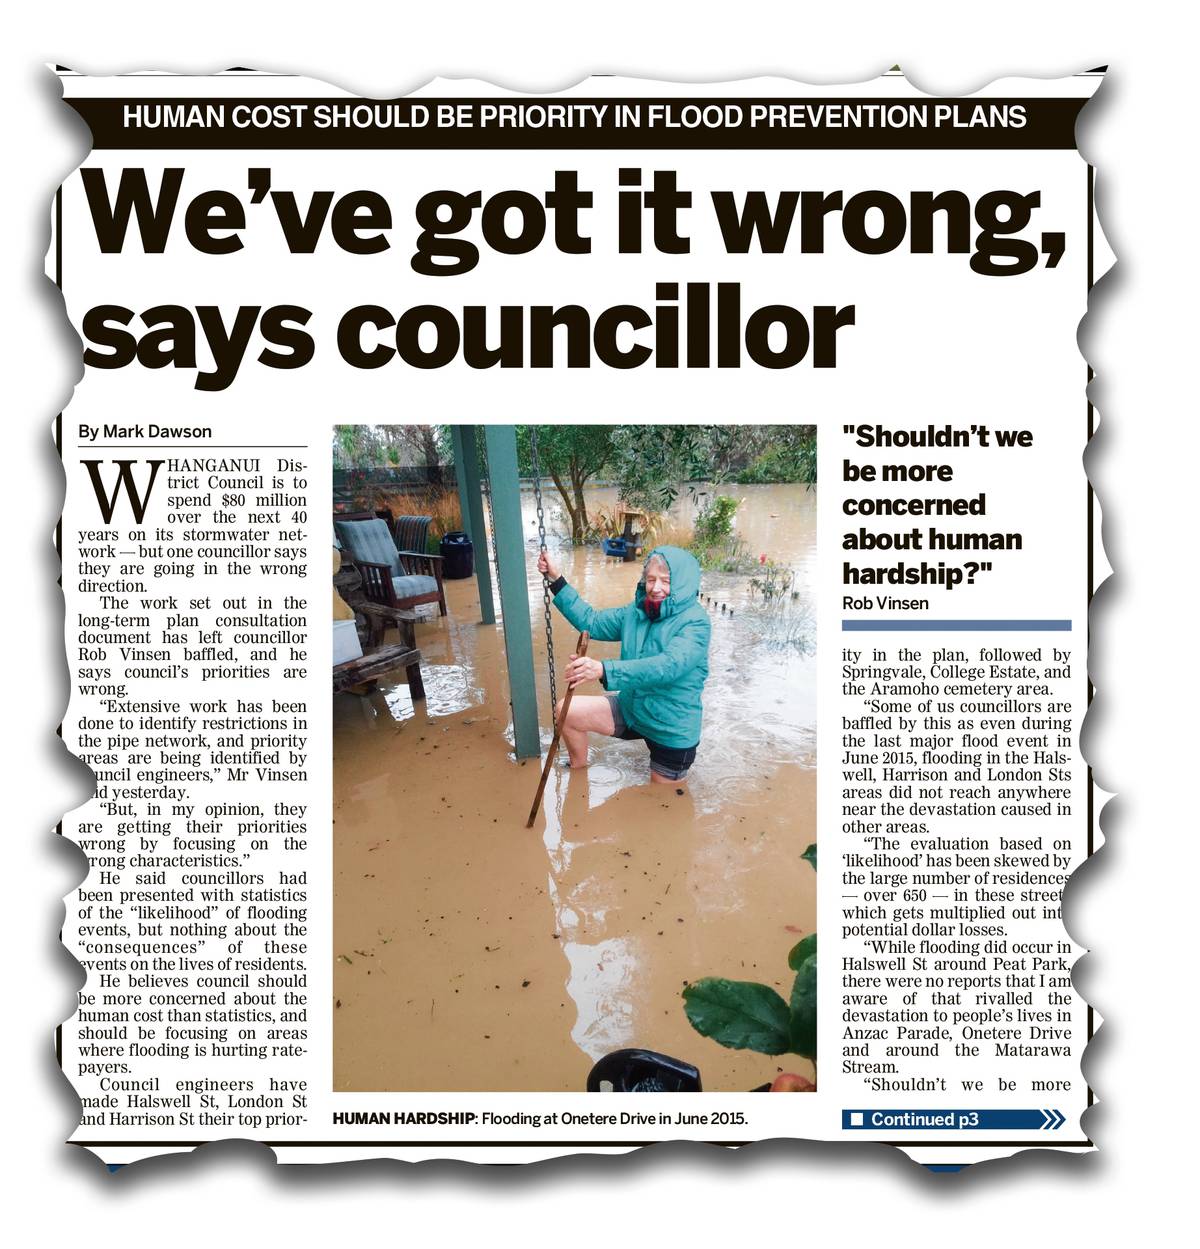 HUMAN COST SHOULD BE PRIORITY IN FLOOD PREVENTION PLANS
We’ve got it wrong,
says councillor
By Mark Dawson
WHANGANUI Dis-
trict Council is to
spend $80 million
over the next 40
years on its stormwater net-
work — but one councillor says
they are going in the wrong
direction.
The work set out in the
long-term plan consultation
document has left councillor
Rob Vinsen baffled, and he
says council’s priorities are
wrong.
“Extensive work has been
done to identify restrictions in
the pipe network, and priority
areas are being identified by
council engineers,” Mr Vinsen
said yesterday.
“But, in my opinion, they
are getting their priorities
wrong by focusing on the
wrong characteristics.”
He said councillors had
been presented with statistics
of the “likelihood” of flooding
events, but nothing about the
“consequences” of these
events on the lives of residents.
He believes council should
be more concerned about the
human cost than statistics, and
should be focusing on areas
where flooding is hurting rate-
payers.
Council engineers have
made Halswell St, London St
and Harrison St their top prior-
HUMAN HARDSHIP: Flooding at Onetere Drive in June 2015.
"Shouldn’t we
be more
concerned
about human
hardship?"
Rob Vinsen
ity in the plan, followed by
Springvale, College Estate, and
the Aramoho cemetery area.
“Some of us councillors are
baffled by this as even during
the last major flood event in
June 2015, flooding in the Hals-
well, Harrison and London Sts
areas did not reach anywhere
near the devastation caused in
other areas.
“The evaluation based on
‘likelihood’ has been skewed by
the large number of residences
— over 650 — in these streets
which gets multiplied out into
potential dollar losses.
“While flooding did occur in
Halswell St around Peat Park,
there were no reports that I am
aware of that rivalled the
devastation to people’s lives in
Anzac Parade, Onetere Drive
and around the Matarawa
Stream.
“Shouldn’t we be more
Continued p3